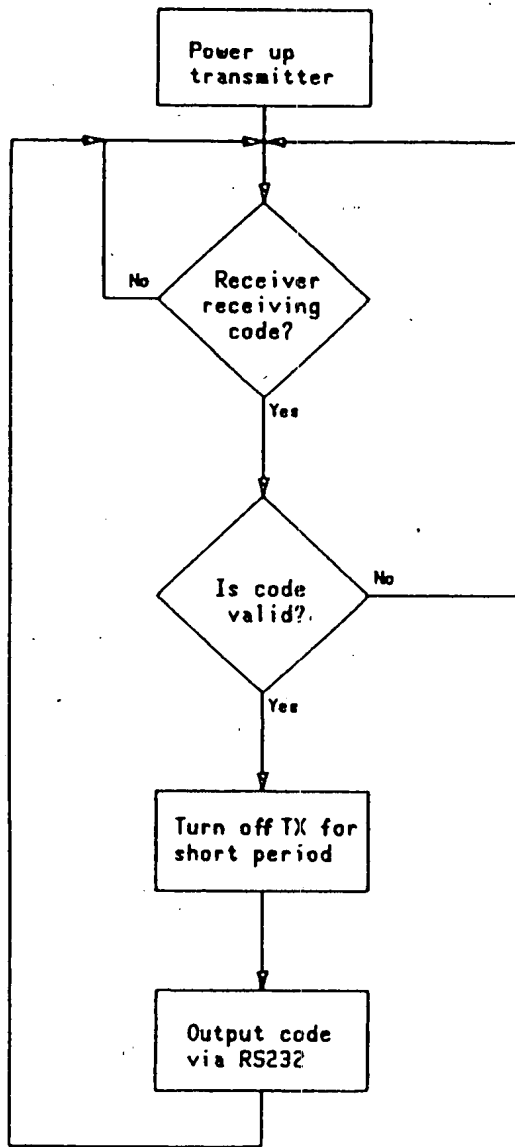 Power up
transmitter
No
Receiver
receiving
code?
Yes
Is code
valid?
No
Yes
Turn off TX for
short period
Output code
via RS232